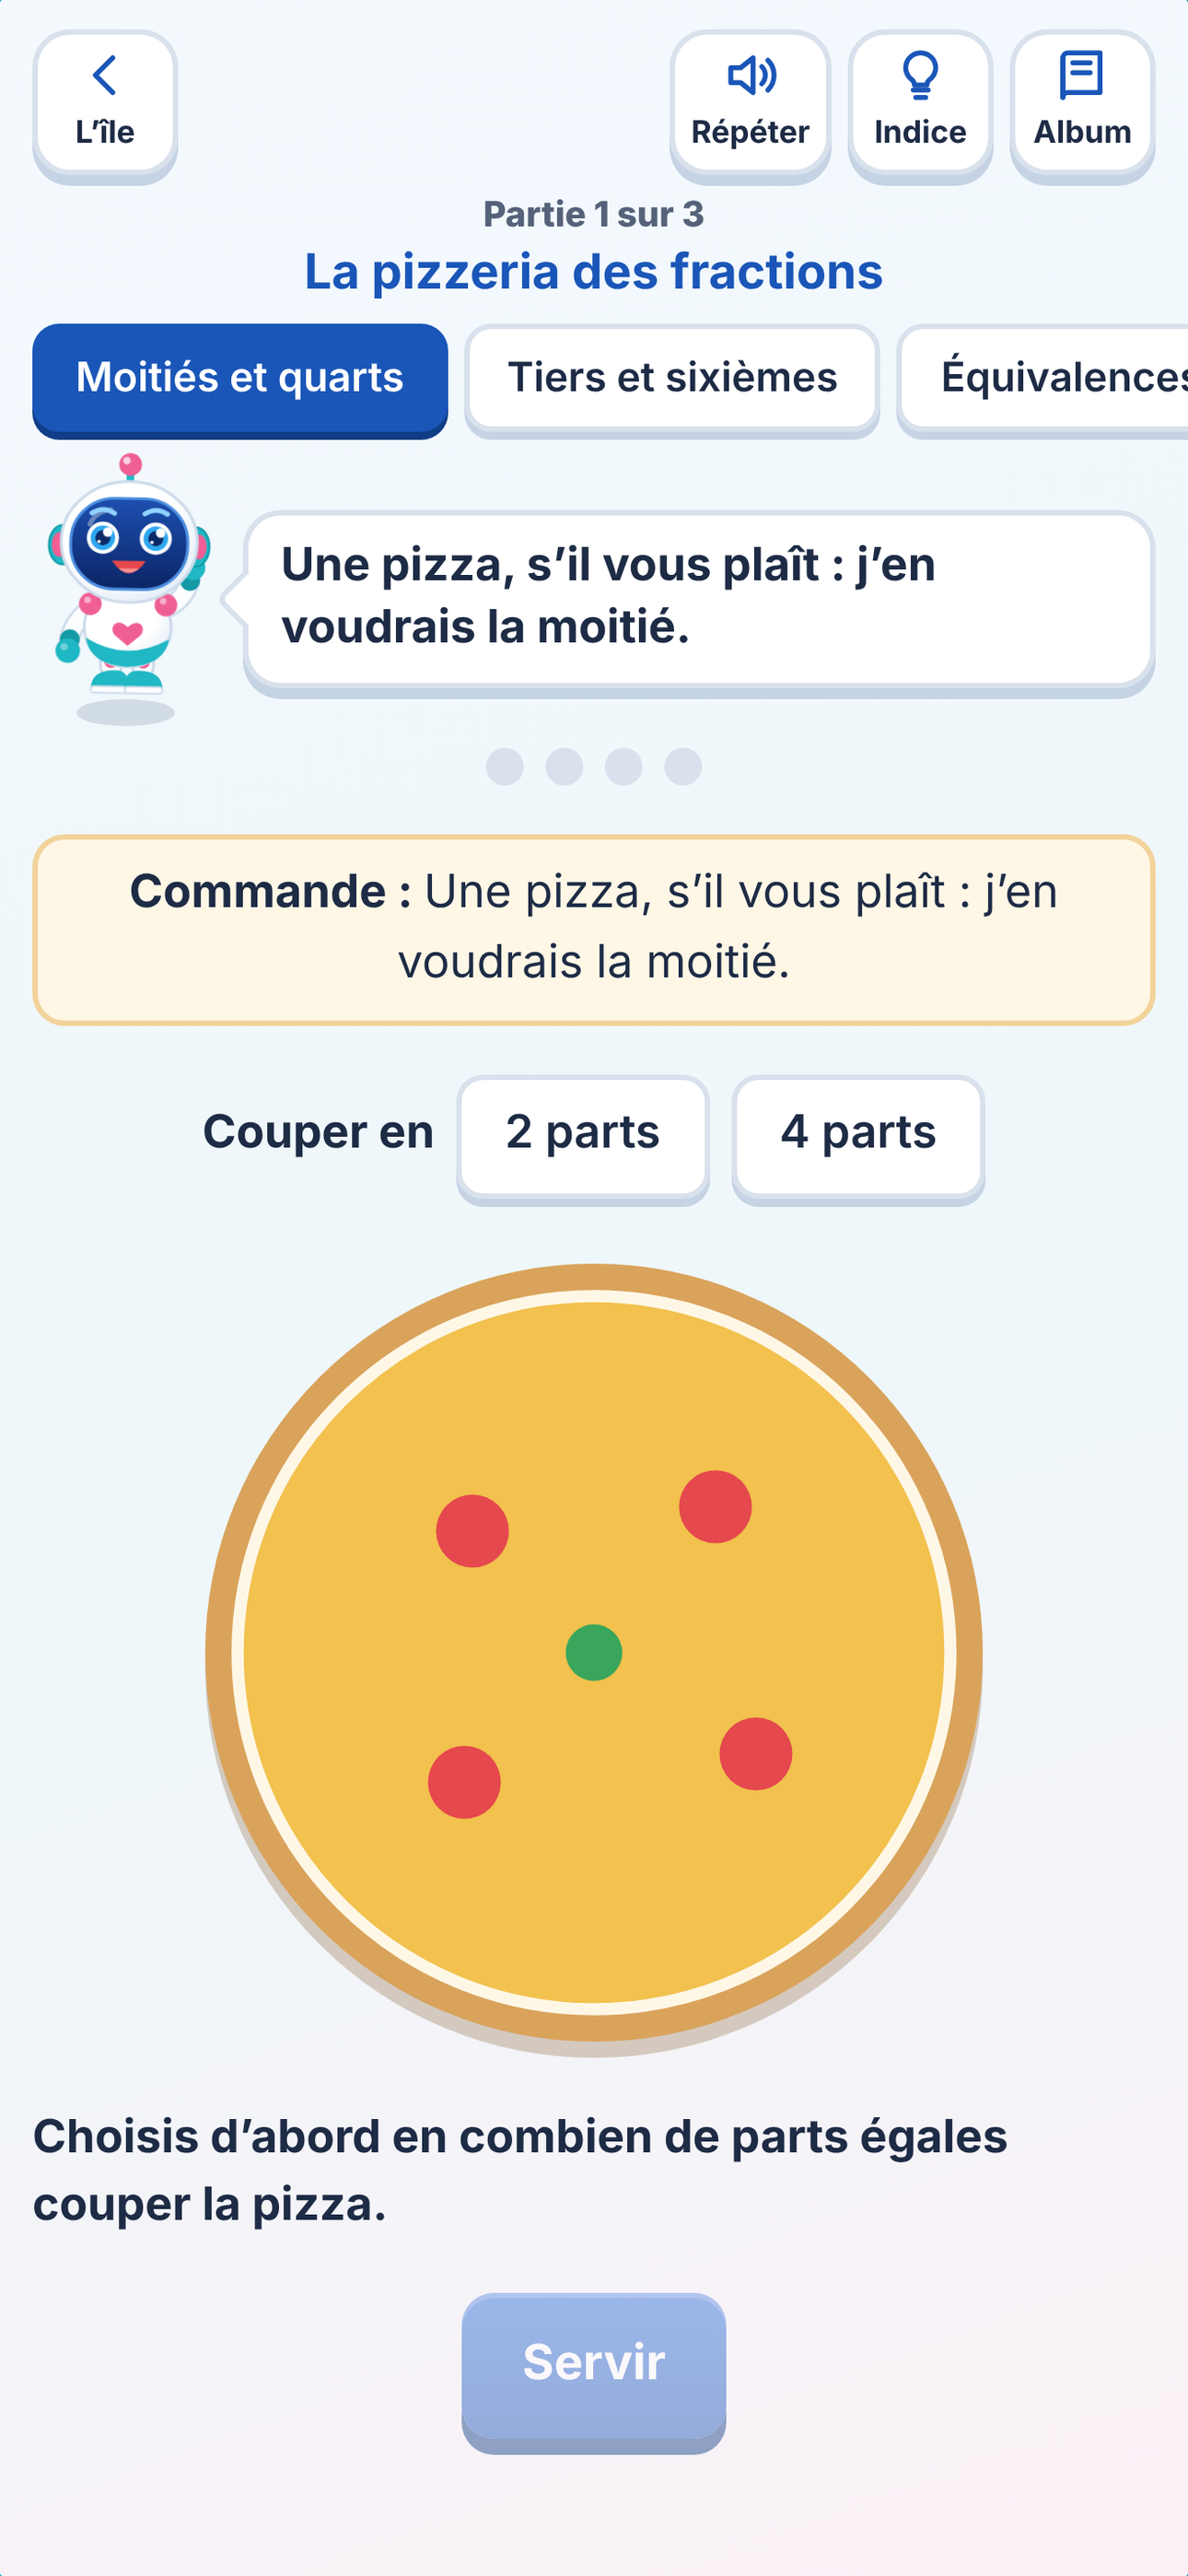 L’île
Répéter
Indice
Album
Partie 1 sur 3
La pizzeria des fractions
Moitiés et quarts
Tiers et sixièmes
Équivalences
Une pizza, s’il vous plaît : j’en
voudrais la moitié.
Commande : Une pizza, s’il vous plaît : j’en
voudrais la moitié.
Couper en
2 parts
4 parts
Choisis d’abord en combien de parts égales
couper la pizza.
Servir